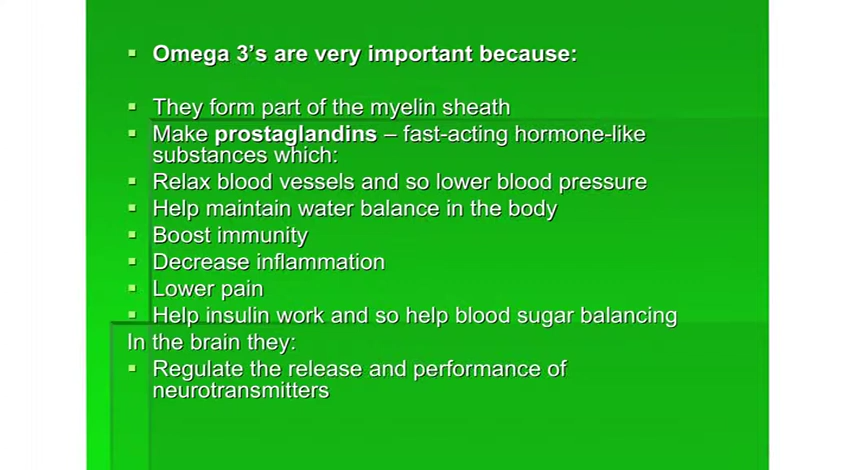 Omega 3's are very important because:
They form part of the myelin sheath
Make prostaglandins – fast-acting hormone-like
substances which:
Relax blood vessels and so lower blood pressure
Help maintain water balance in the body
Boost immunity
Decrease inflammation
Lower pain
Help insulin work and so help blood sugar balancing
In the brain they:
Regulate the release and performance of
neurotransmitters